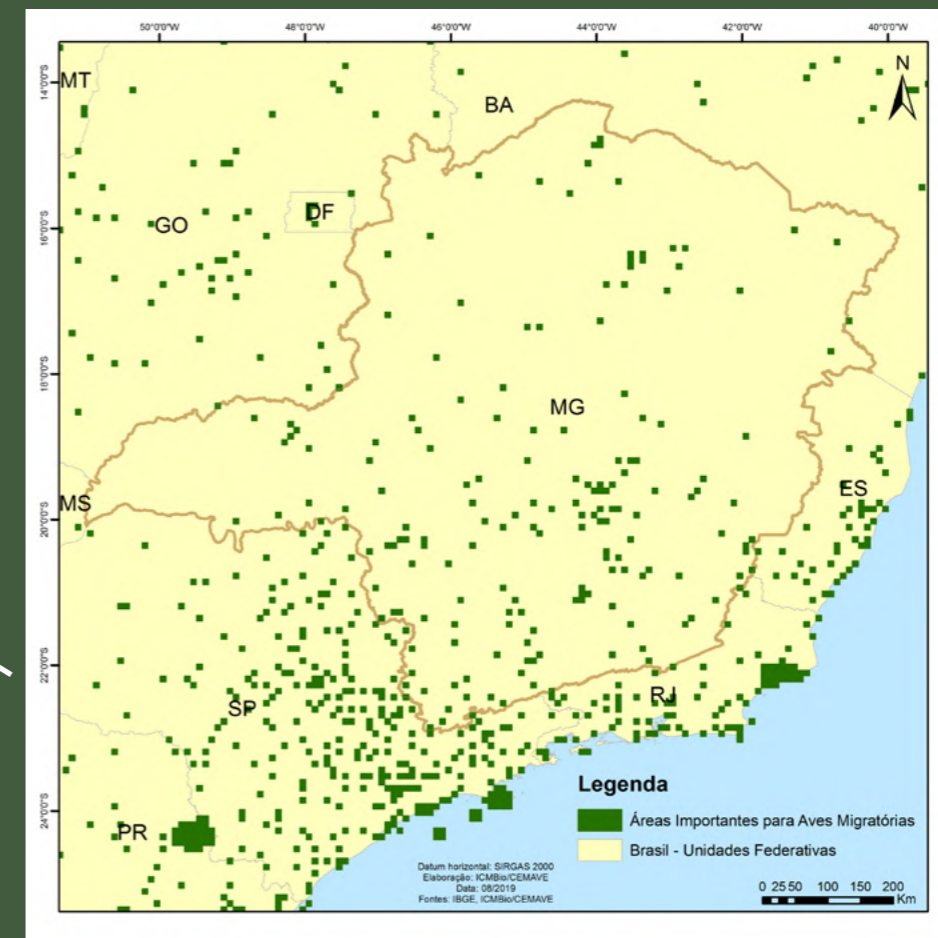 50°0'0"W 48°0'0"W 46°0'0"W 44°0'0"W 42°0'0"W 40°0'0"W
14°0'0"S
16°0'0"S
18°0'0"S
20°0'0"S
22°0'0"S
24°0'0"S
N
MT
BA
GO
DF
MG
ES
MS
SP
RJ
PR
Legenda
Áreas Importantes para Aves Migratórias
Brasil - Unidades Federativas
Datum horizontal: SIRGAS 2000
Elaboração: ICMBio/CEMAVE
Data: 08/2019
Fontes: IBGE, ICMBio/CEMAVE
0 25 50 100 150 200
Km